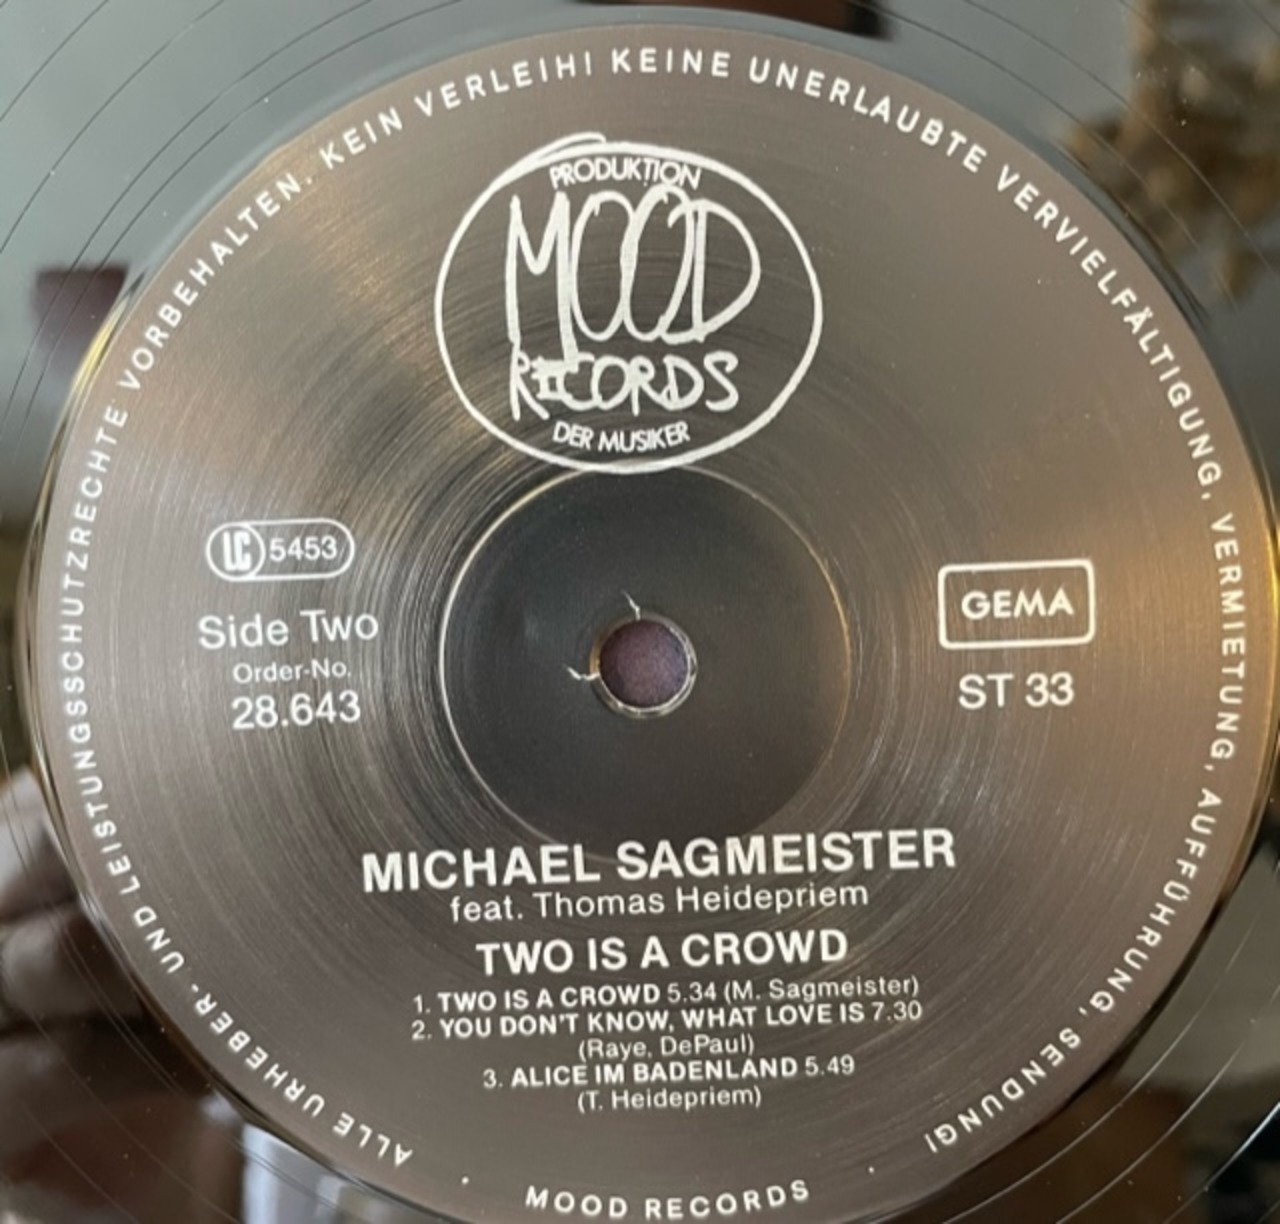 ALLE URHEBER- UND LEISTUNGSSCHUTZRECHTE VORBEHALTEN. KEIN VERLEIH! KEINE UNERLAUBTE VERVIELFÄLTIGUNG, VERMIETUNG, AUFFÜHRUNG, SENDUNG!
PRODUKTION
MOOD
RECORDS
DER MUSIKER
LC 5453
Side Two
Order-No.
28.643
GEMA
ST 33
MICHAEL SAGMEISTER
feat. Thomas Heidepriem
TWO IS A CROWD
1. TWO IS A CROWD 5.34 (M. Sagmeister)
2. YOU DON'T KNOW, WHAT LOVE IS 7.30
(Raye, DePaul)
3. ALICE IM BADENLAND 5.49
(T. Heidepriem)
· MOOD RECORDS ·